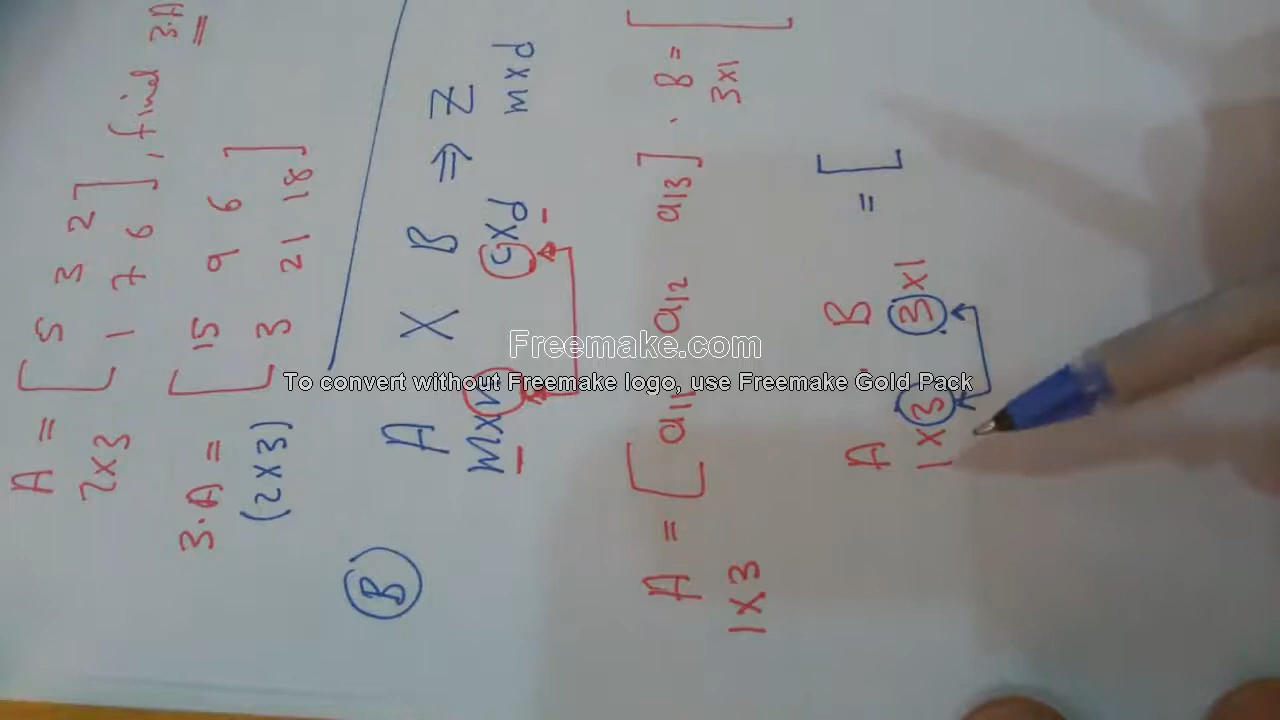 A = [ 5 3 2 ] , find 3.A
2x3 1 7 6
3.A = [ 15 9 6 ]
(2x3) 3 21 18
B
A X B ⇒ Z
mxn qxd mxd
A = [ a11 a12 a13 ] . B = [
1x3 3x1
A . B = [
1x3 3x1
Freemake.com
To convert without Freemake logo, use Freemake Gold Pack